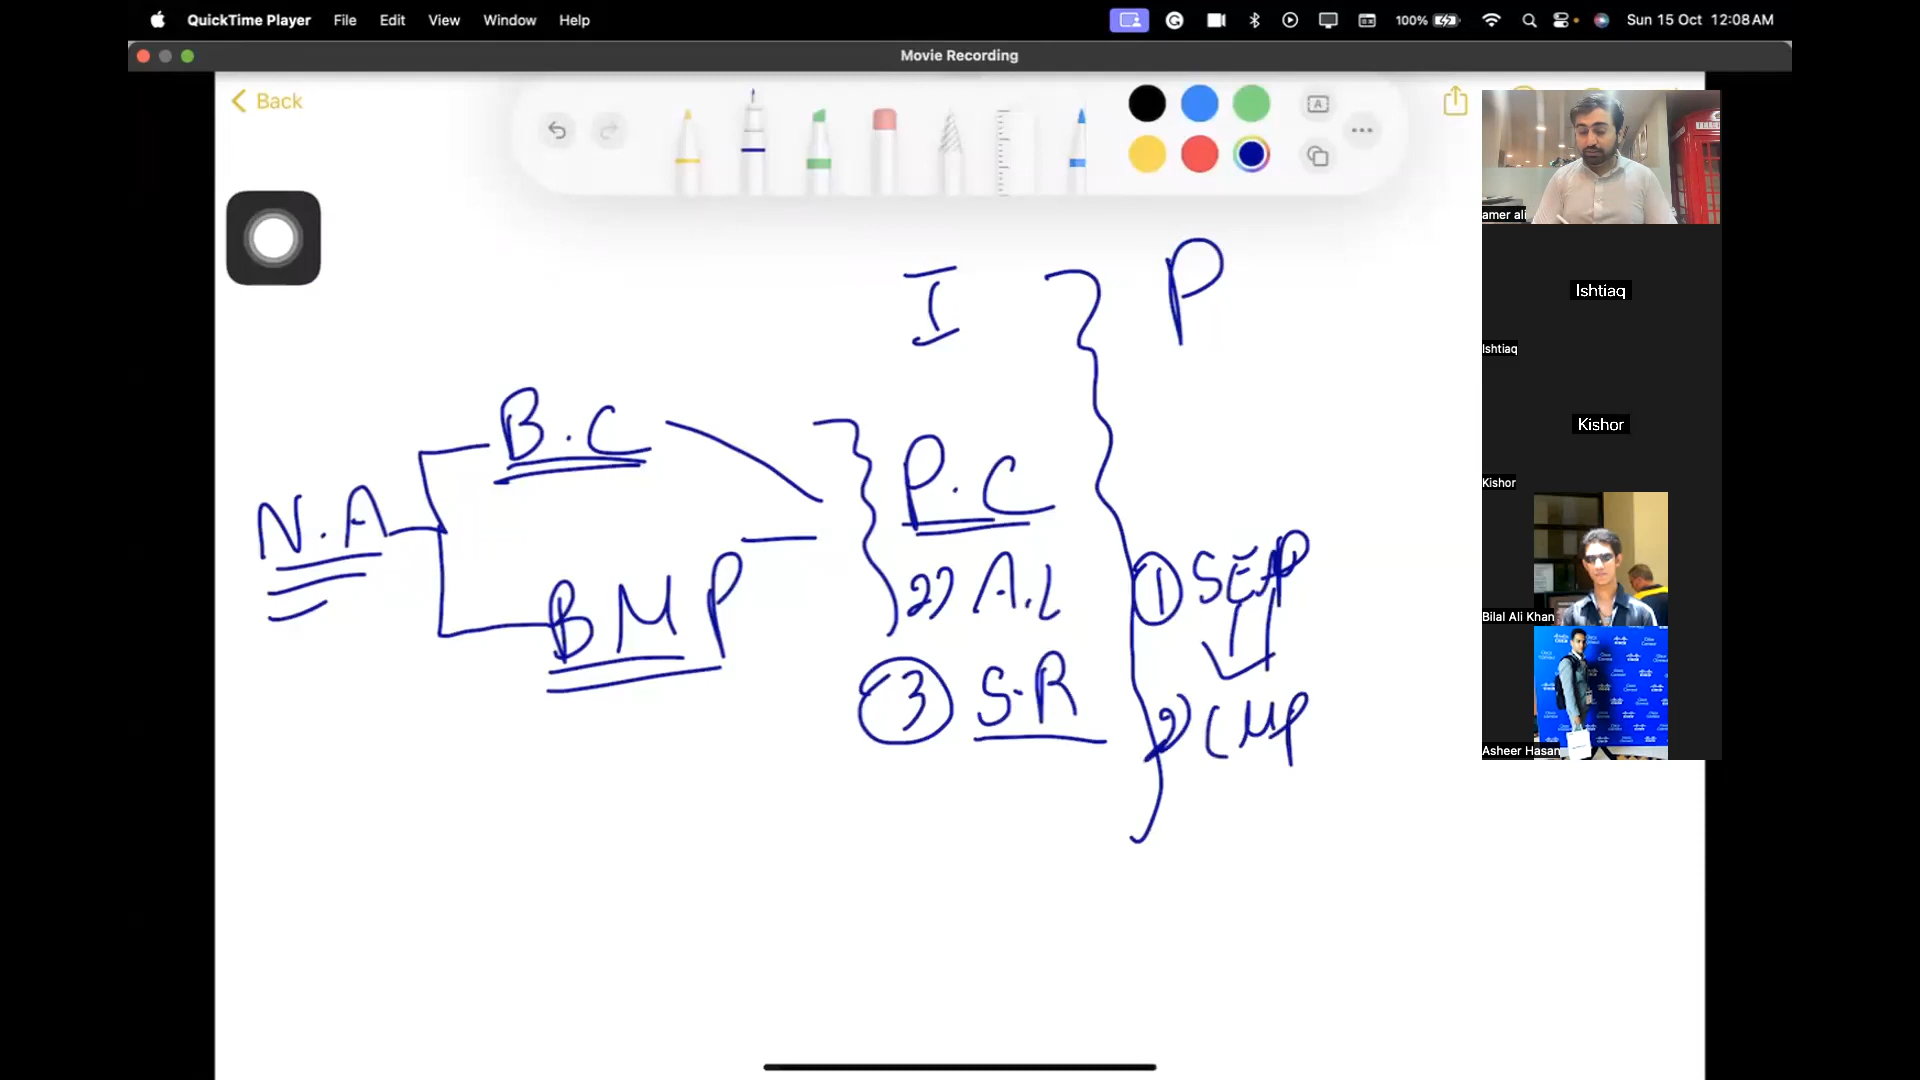 QuickTime Player File Edit View Window Help 100% Sun 15 Oct 12:08 AM
Movie Recording
Back
A
amer ali
Ishtiaq
Ishtiaq
Kishor
Kishor
Bilal Ali Khan
Asheer Hasan
I P
B.C
N.A
BMP
P.C
2) A.L
3 S.R
1 SEAP
2) CMP